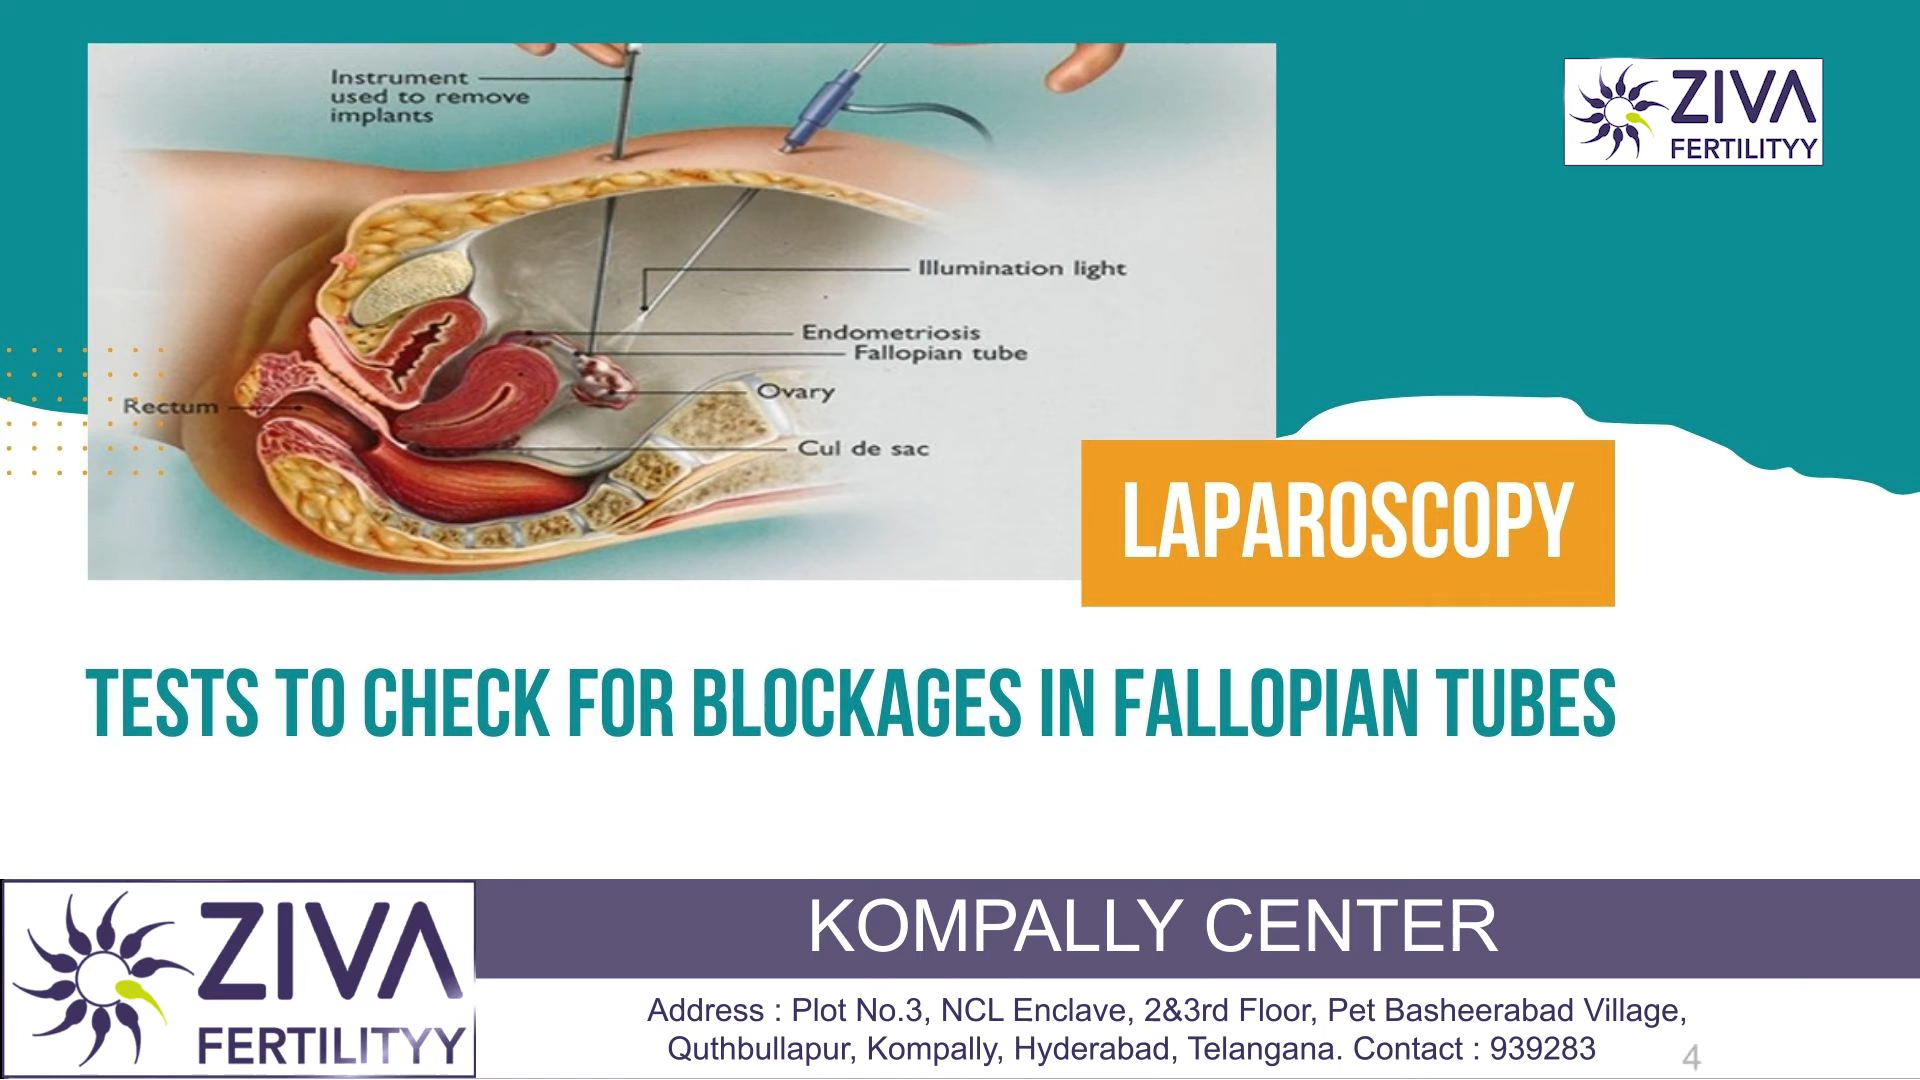 Instrument
used to remove
implants
ZIVA
FERTILITYY
Illumination light
Endometriosis
Fallopian tube
Ovary
Rectum
Cul de sac
LAPAROSCOPY
TESTS TO CHECK FOR BLOCKAGES IN FALLOPIAN TUBES
ZIVA
FERTILITYY
KOMPALLY CENTER
Address : Plot No.3, NCL Enclave, 2&3rd Floor, Pet Basheerabad Village,
Quthbullapur, Kompally, Hyderabad, Telangana. Contact : 939283
4